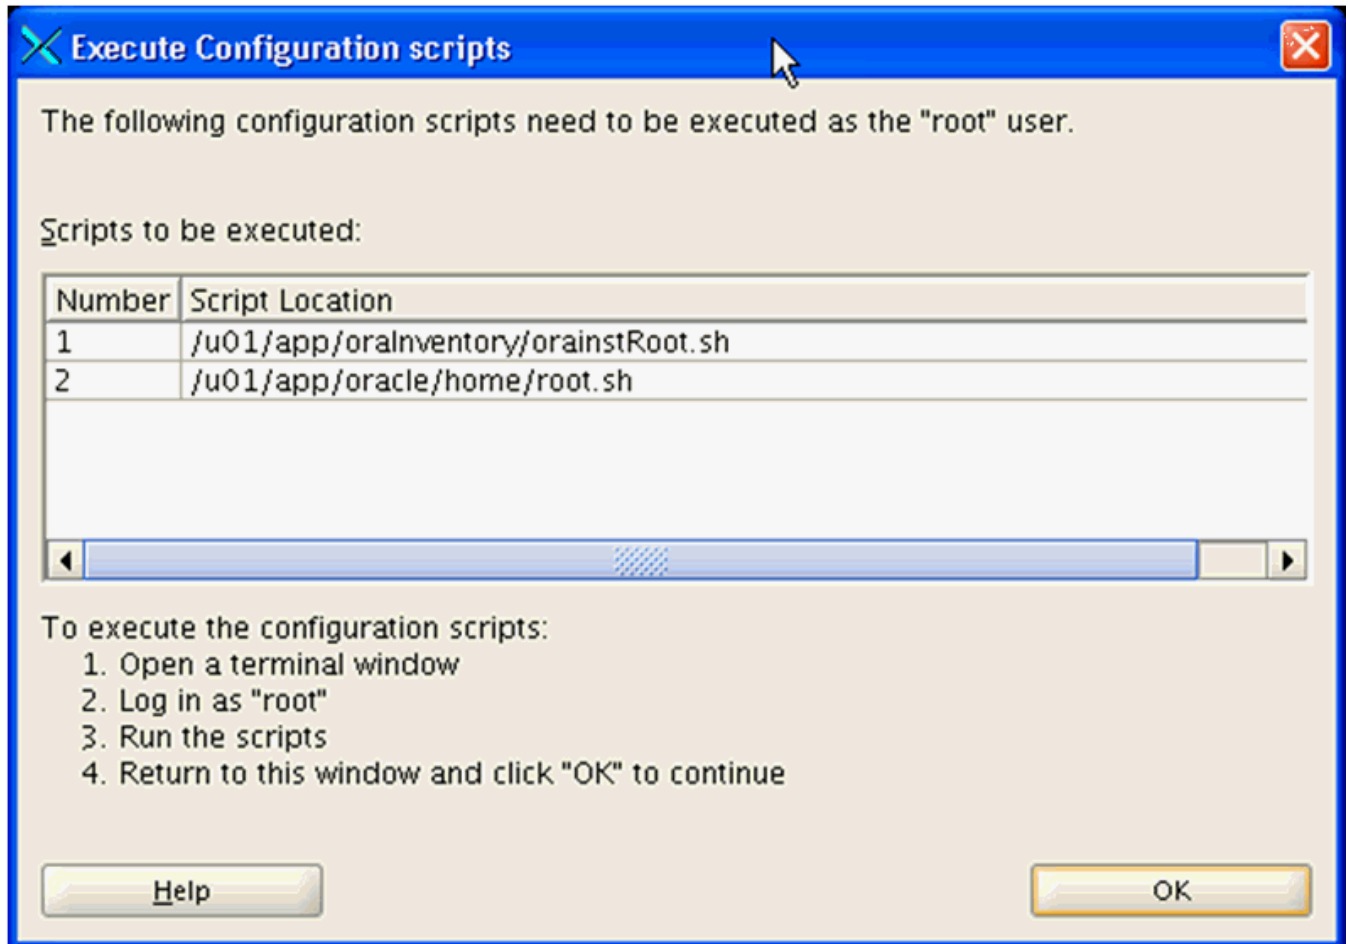 Execute Configuration scripts
The following configuration scripts need to be executed as the "root" user.
Scripts to be executed:
Number Script Location
1 /u01/app/oraInventory/orainstRoot.sh
2 /u01/app/oracle/home/root.sh
To execute the configuration scripts:
1. Open a terminal window
2. Log in as "root"
3. Run the scripts
4. Return to this window and click "OK" to continue
Help OK